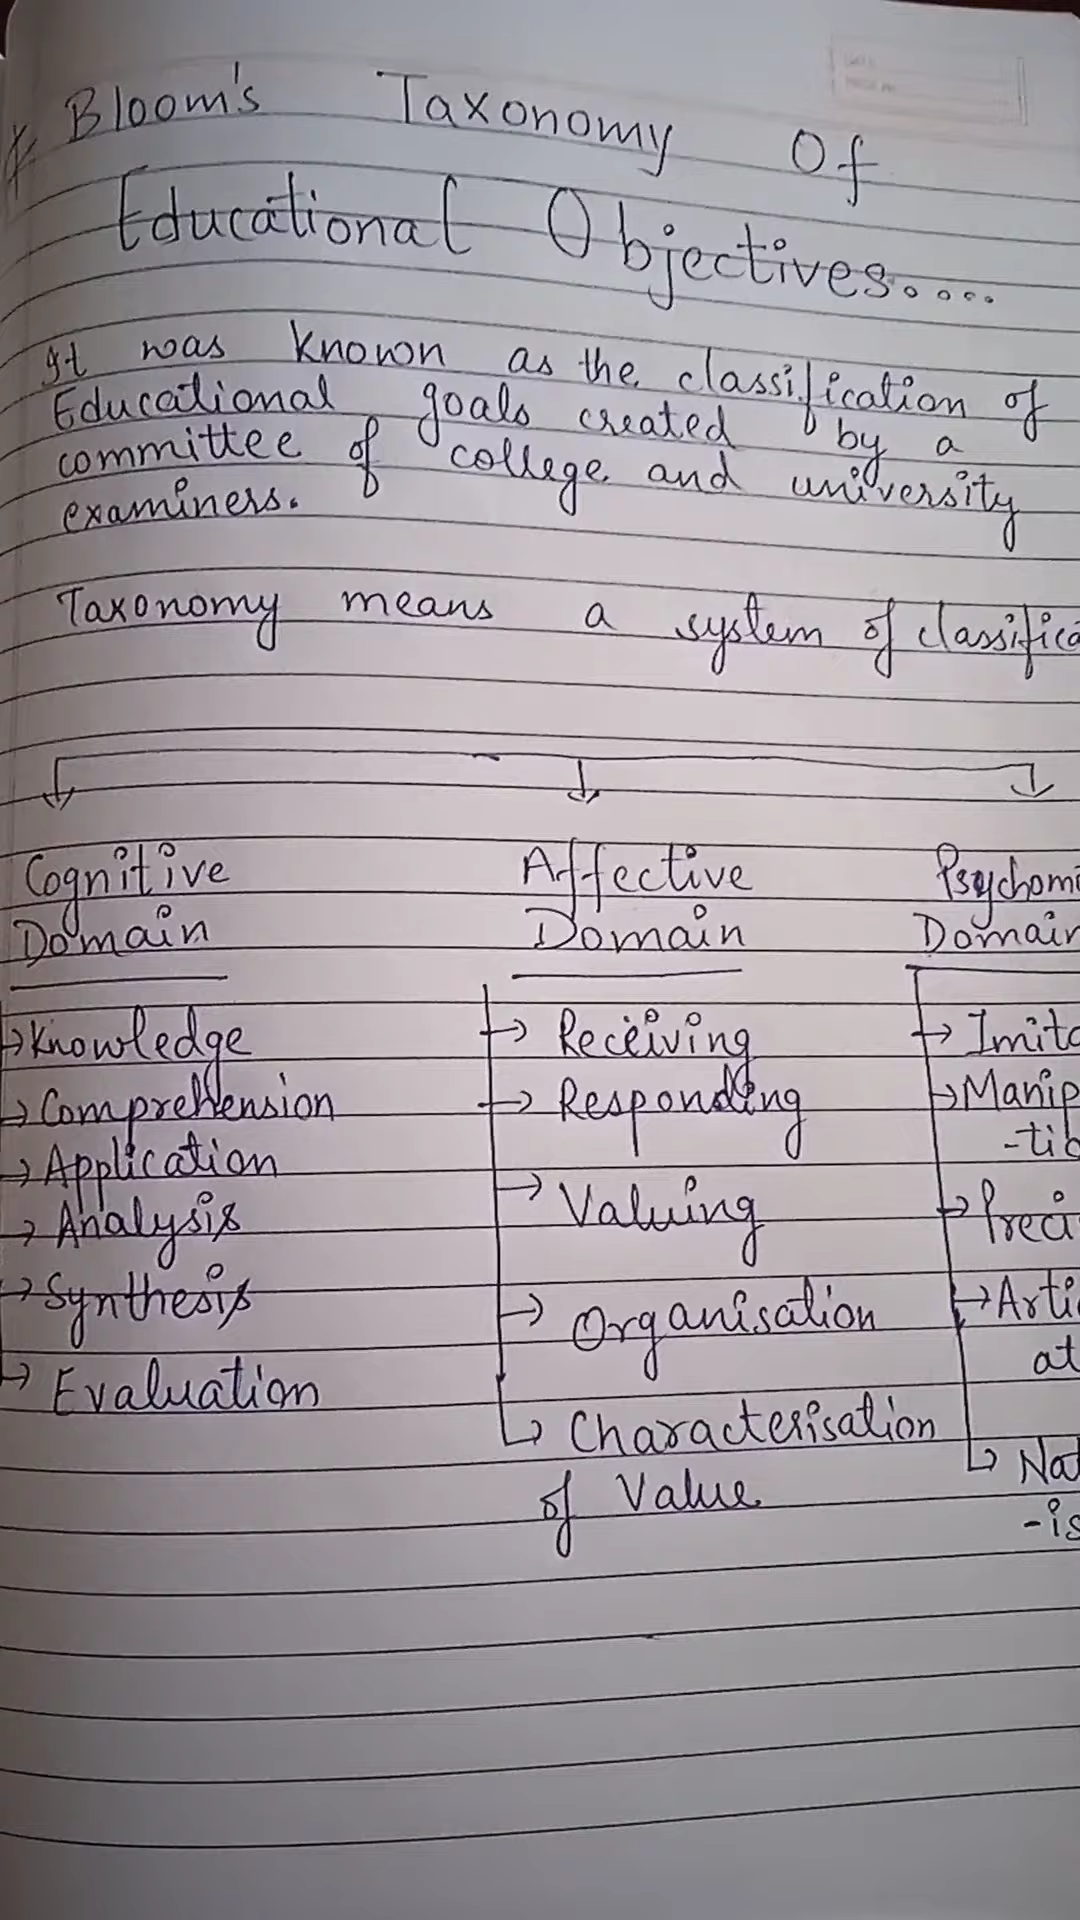 Bloom's Taxonomy Of
Educational Objectives.....
It was known as the classification of
Educational goals created by a
committee of college and university
examiners.
Taxonomy means a system of classifica
Cognitive
Domain
Knowledge
Comprehension
Application
Analysis
Synthesis
Evaluation
Affective
Domain
Receiving
Responding
Valuing
Organisation
Characterisation
of Value
Psychom
Domain
Imita
Manip
-tio
Preci
Arti
at
Nat
-is